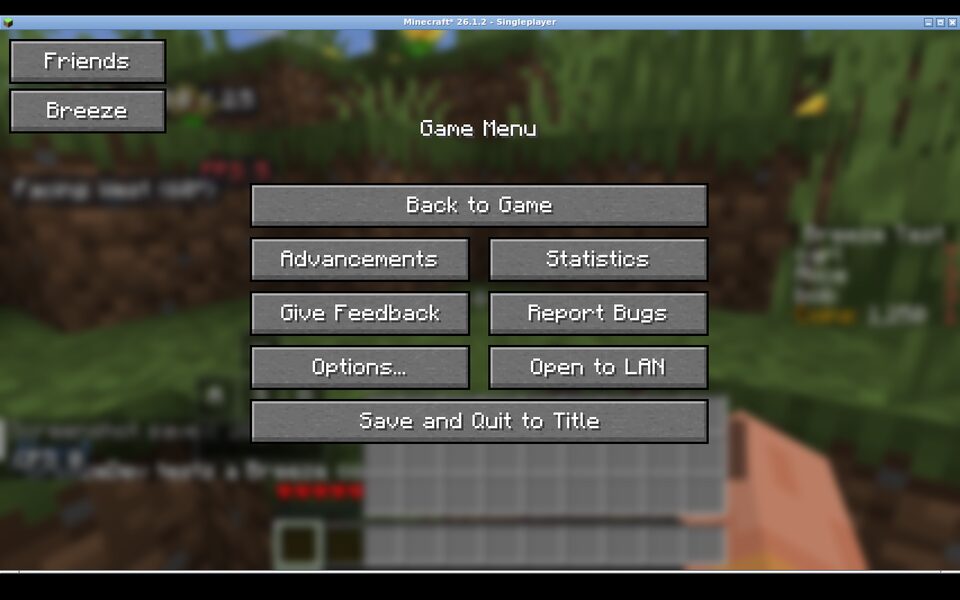 Minecraft* 26.1.2 - Singleplayer
Friends
Breeze
Game Menu
Back to Game
Advancements
Statistics
Give Feedback
Report Bugs
Options...
Open to LAN
Save and Quit to Title